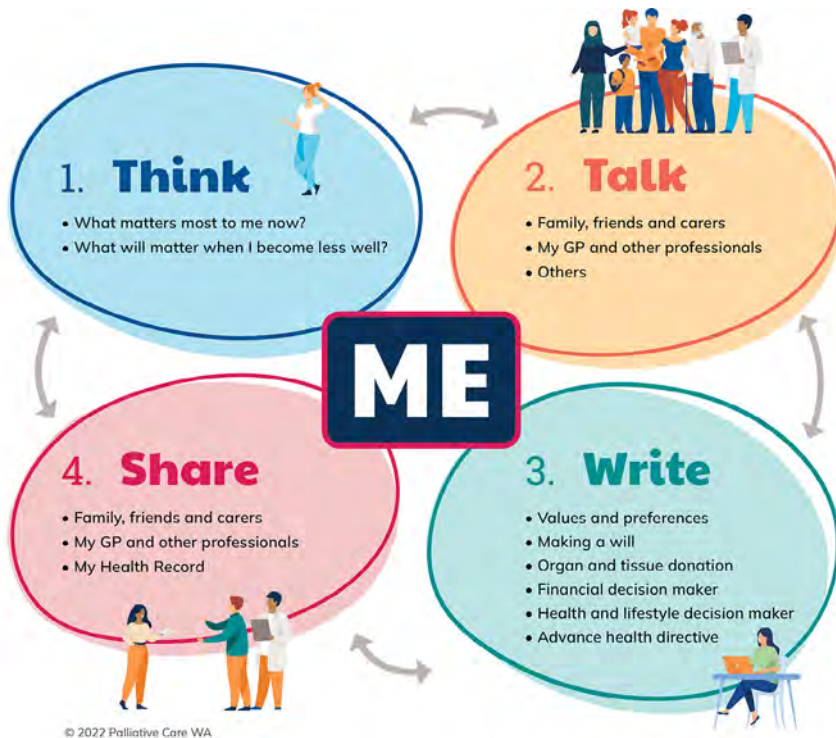 1. Think
• What matters most to me now?
• What will matter when I become less well?
2. Talk
• Family, friends and carers
• My GP and other professionals
• Others
ME
3. Write
• Values and preferences
• Making a will
• Organ and tissue donation
• Financial decision maker
• Health and lifestyle decision maker
• Advance health directive
4. Share
• Family, friends and carers
• My GP and other professionals
• My Health Record
© 2022 Palliative Care WA